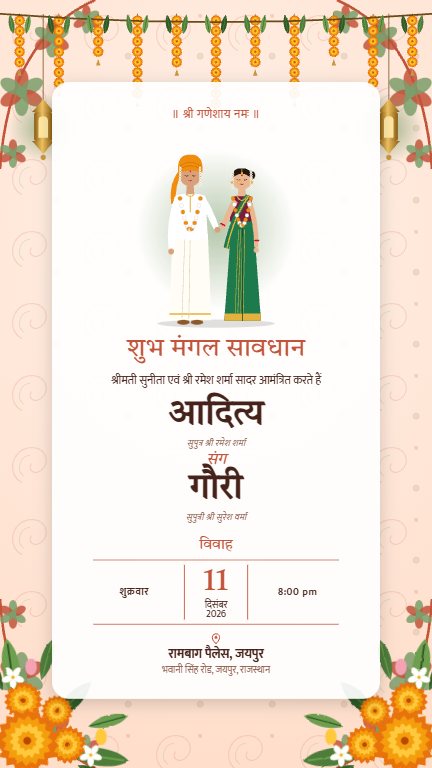 ॥ श्री गणेशाय नमः ॥
शुभ मंगल सावधान
श्रीमती सुनीता एवं श्री रमेश शर्मा सादर आमंत्रित करते हैं
आदित्य
सुपुत्र श्री रमेश शर्मा
संग
गौरी
सुपुत्री श्री सुरेश वर्मा
विवाह
शुक्रवार
11
दिसंबर
2026
8:00 pm
रामबाग पैलेस, जयपुर
भवानी सिंह रोड, जयपुर, राजस्थान